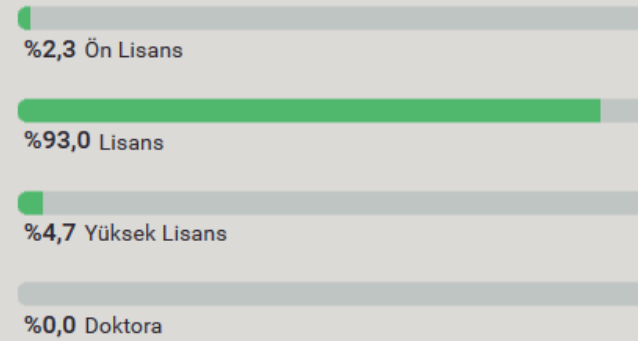 %2,3 Ön Lisans
%93,0 Lisans
%4,7 Yüksek Lisans
%0,0 Doktora